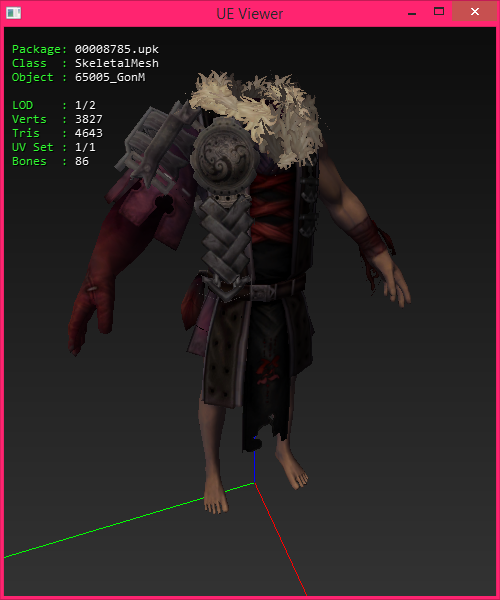 UE Viewer
Package: 00008785.upk
Class : SkeletalMesh
Object : 65005_GonM
LOD : 1/2
Verts : 3827
Tris : 4643
UV Set : 1/1
Bones : 86